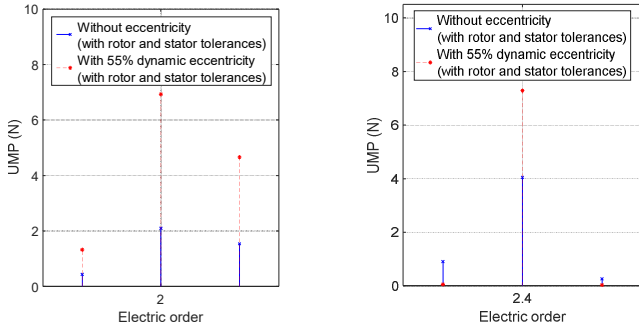 10
8
6
4
2
0
UMP (N)
Without eccentricity
(with rotor and stator tolerances)
With 55% dynamic eccentricity
(with rotor and stator tolerances)
2
Electric order
10
8
6
4
2
0
UMP (N)
Without eccentricity
(with rotor and stator tolerances)
With 55% dynamic eccentricity
(with rotor and stator tolerances)
2.4
Electric order